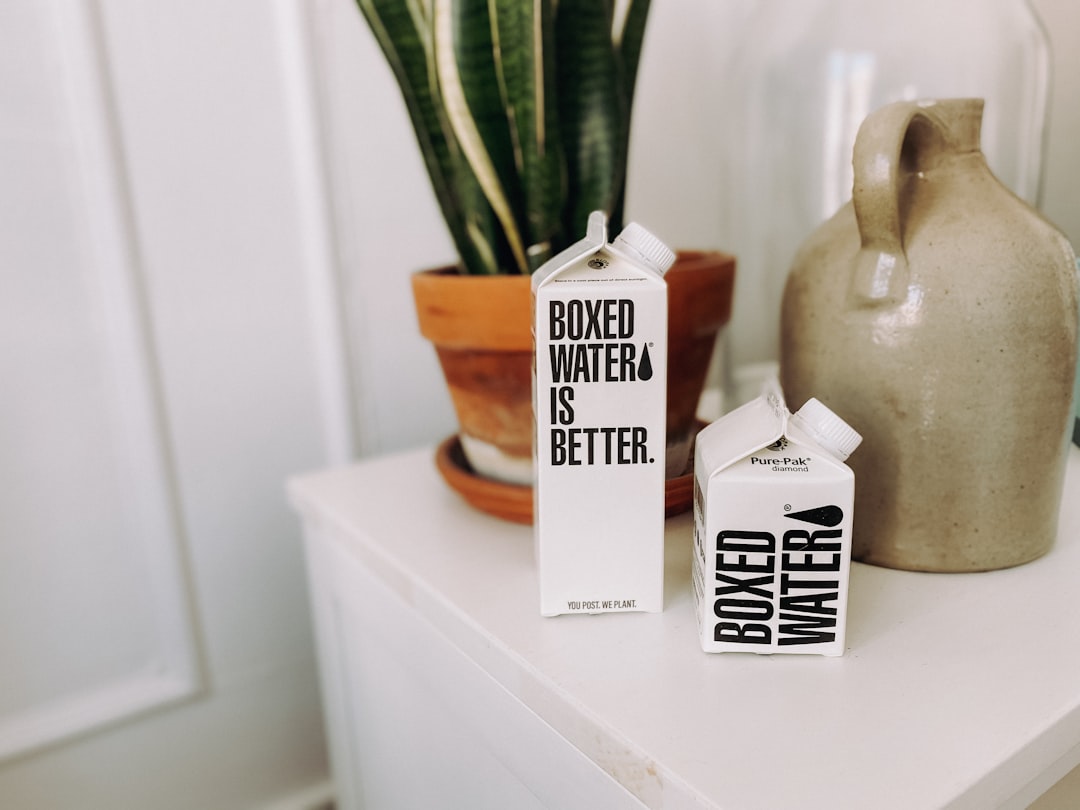 BOXED
WATER®
IS
BETTER.
YOU POST. WE PLANT.
Pure-Pak®
diamond
BOXED
WATER®